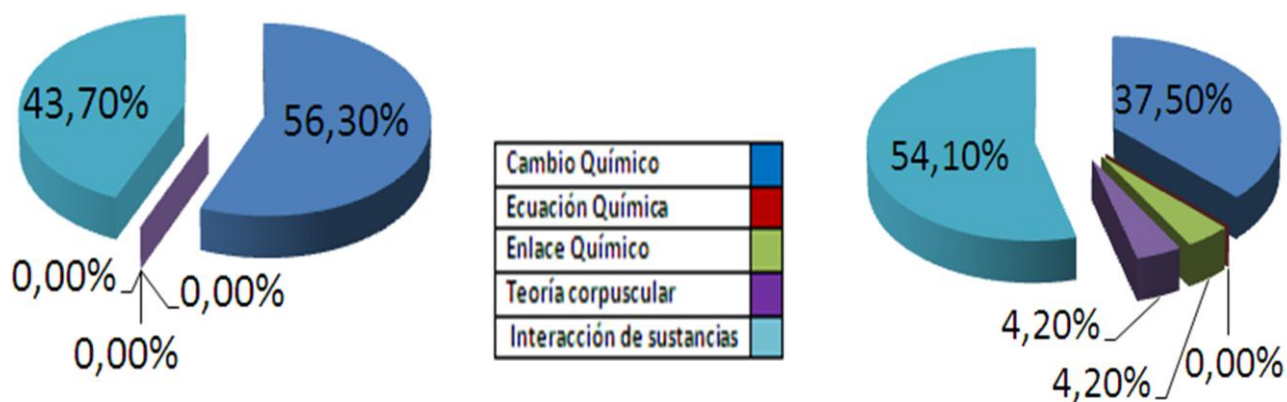 43,70%
56,30%
0,00%
0,00%
0,00%
Cambio Químico
Ecuación Química
Enlace Químico
Teoría corpuscular
Interacción de sustancias
37,50%
54,10%
4,20%
4,20%
0,00%